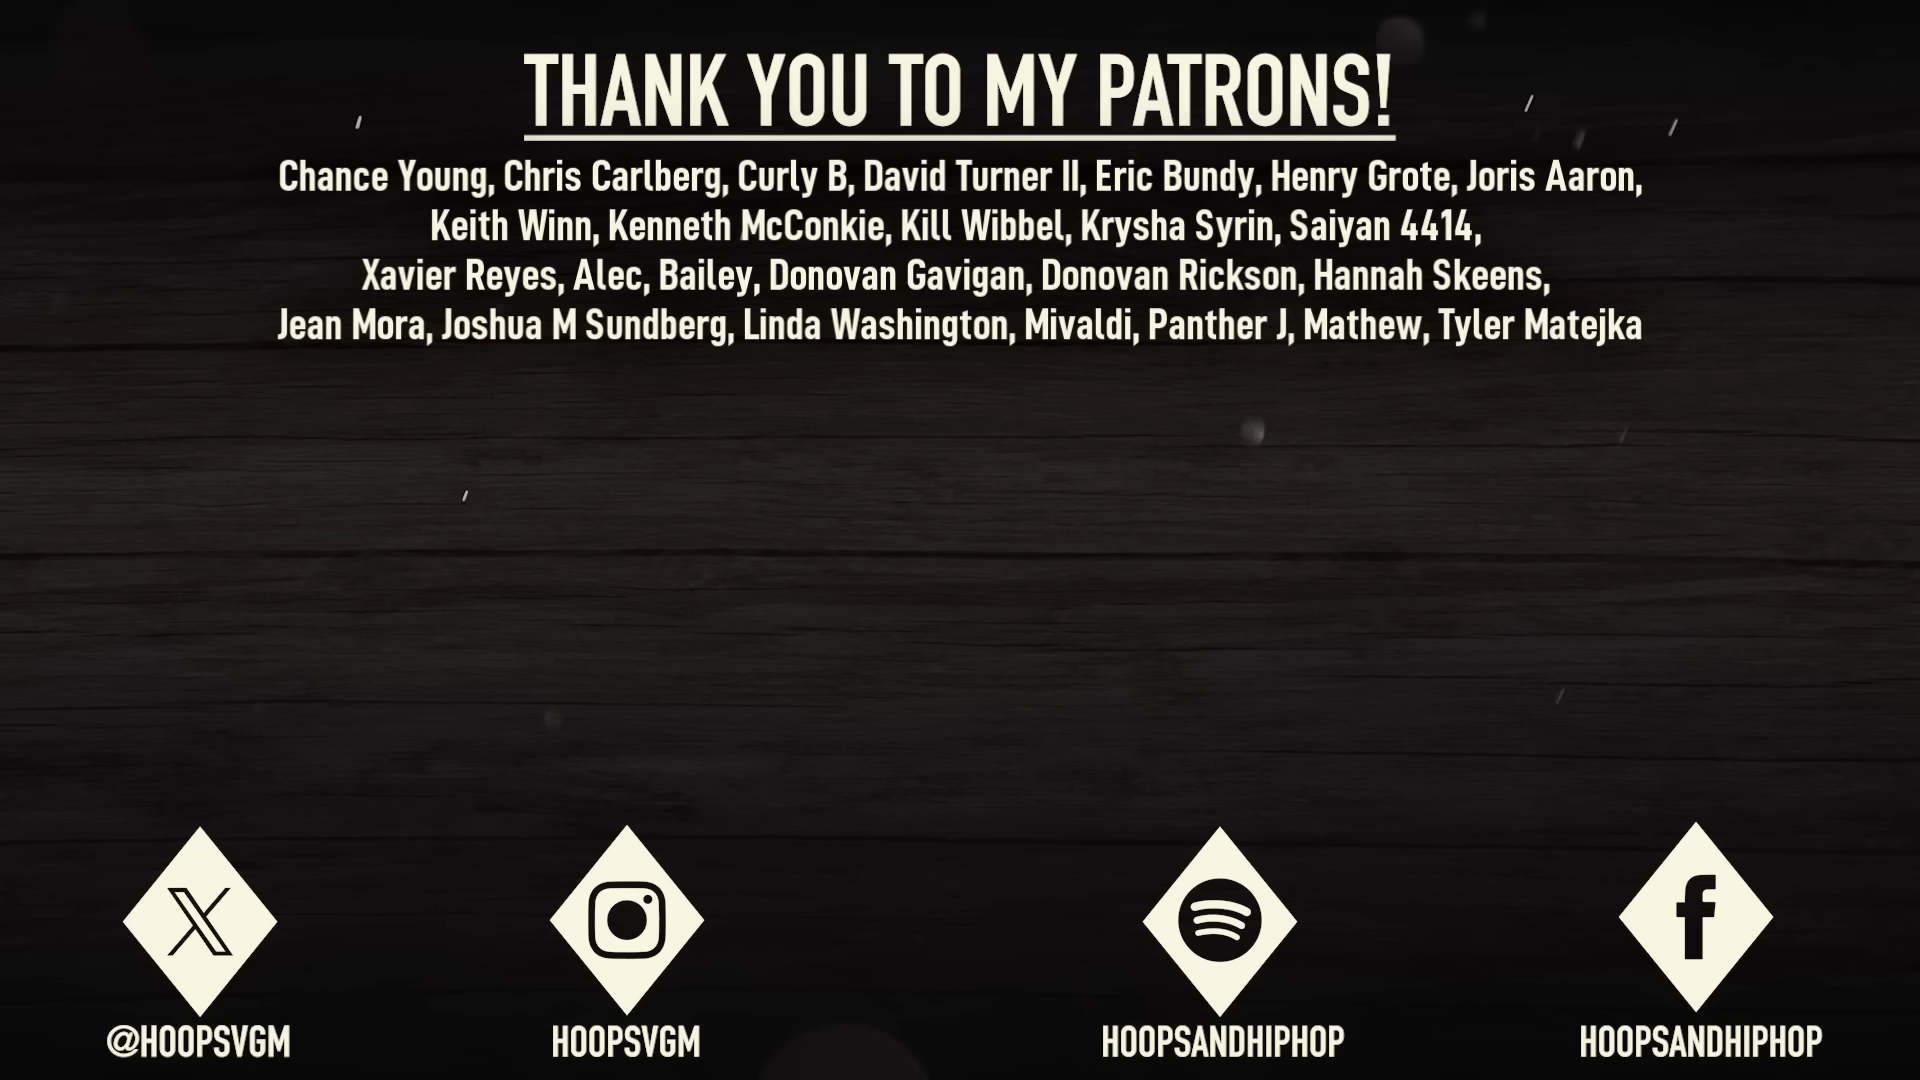 THANK YOU TO MY PATRONS!
Chance Young, Chris Carlberg, Curly B, David Turner II, Eric Bundy, Henry Grote, Joris Aaron,
Keith Winn, Kenneth McConkie, Kill Wibbel, Krysha Syrin, Saiyan 4414,
Xavier Reyes, Alec, Bailey, Donovan Gavigan, Donovan Rickson, Hannah Skeens,
Jean Mora, Joshua M Sundberg, Linda Washington, Mivaldi, Panther J, Mathew, Tyler Matejka
@HOOPSVGM
HOOPSVGM
HOOPSANDHIPHOP
HOOPSANDHIPHOP